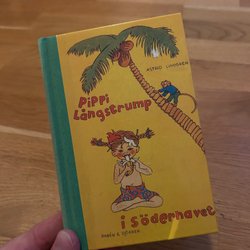 ASTRID LINDGREN
PiPPi
Långstrump
i Söderhavet
RABÉN & SJÖGREN